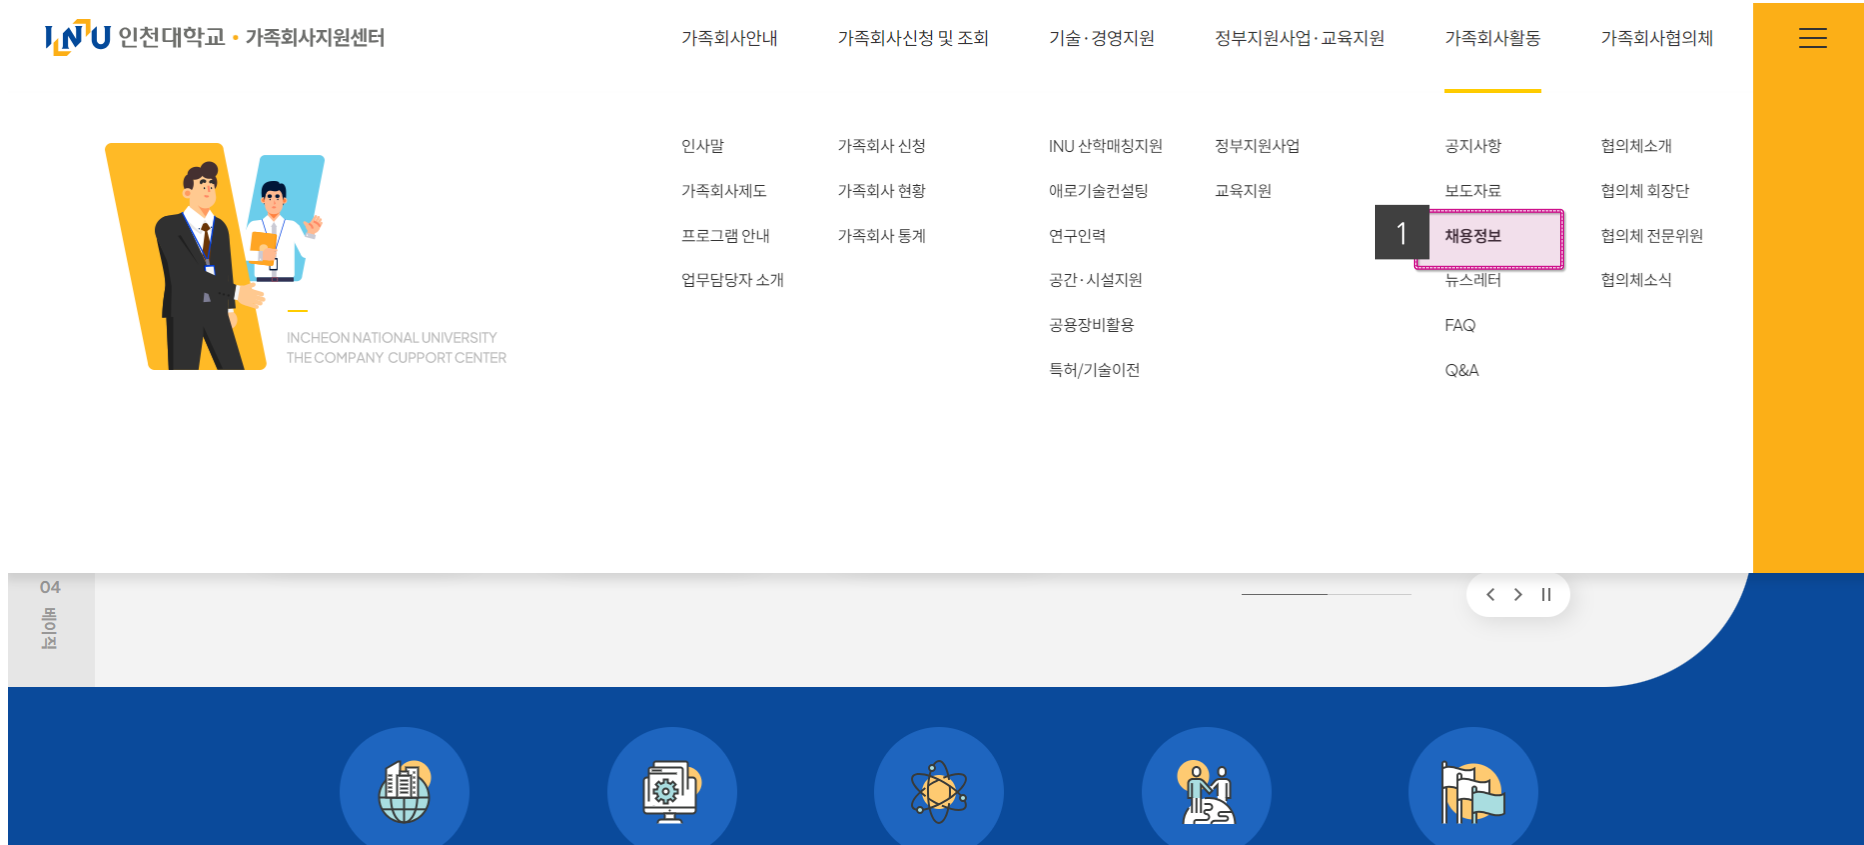 INU 인천대학교 • 가족회사지원센터
가족회사안내 가족회사신청 및 조회 기술·경영지원 정부지원사업·교육지원 가족회사활동 가족회사협의체
인사말 가족회사 신청 INU 산학매칭지원 정부지원사업 공지사항 협의체소개
가족회사제도 가족회사 현황 애로기술컨설팅 교육지원 보도자료 협의체 회장단
프로그램 안내 가족회사 통계 연구인력 1 채용정보 협의체 전문위원
업무담당자 소개 공간·시설지원 뉴스레터 협의체소식
공용장비활용 FAQ
특허/기술이전 Q&A
INCHEON NATIONAL UNIVERSITY
THE COMPANY CUPPORT CENTER
04
베이직